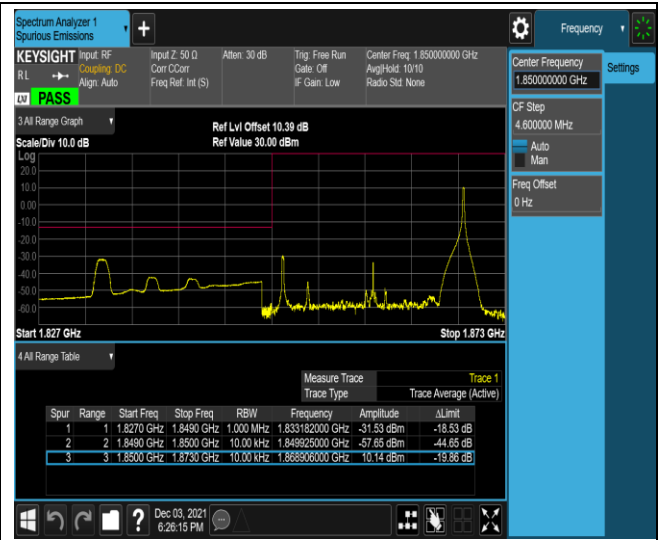 Spectrum Analyzer 1
Spurious Emissions
Frequency
KEYSIGHT Input: RF Input Z: 50 Ω Atten: 30 dB Trig: Free Run Center Freq: 1.850000000 GHz
RL Coupling: DC Corr CCorr Gate: Off Avg|Hold: 10/10
Align: Auto Freq Ref: Int (S) IF Gain: Low Radio Std: None
LXI PASS
Center Frequency
1.850000000 GHz
Settings
CF Step
4.600000 MHz
Auto
Man
Freq Offset
0 Hz
3 All Range Graph
Ref Lvl Offset 10.39 dB
Scale/Div 10.0 dB Ref Value 30.00 dBm
Log
20.0
10.0
0.00
-10.0
-20.0
-30.0
-40.0
-50.0
-60.0
Start 1.827 GHz Stop 1.873 GHz
4 All Range Table
Measure Trace Trace 1
Trace Type Trace Average (Active)
Spur Range Start Freq Stop Freq RBW Frequency Amplitude ΔLimit
1 1 1.8270 GHz 1.8490 GHz 1.000 MHz 1.833182000 GHz -31.53 dBm -18.53 dB
2 2 1.8490 GHz 1.8500 GHz 10.00 kHz 1.849925000 GHz -57.65 dBm -44.65 dB
3 3 1.8500 GHz 1.8730 GHz 10.00 kHz 1.868906000 GHz 10.14 dBm -19.86 dB
Dec 03, 2021
6:26:15 PM